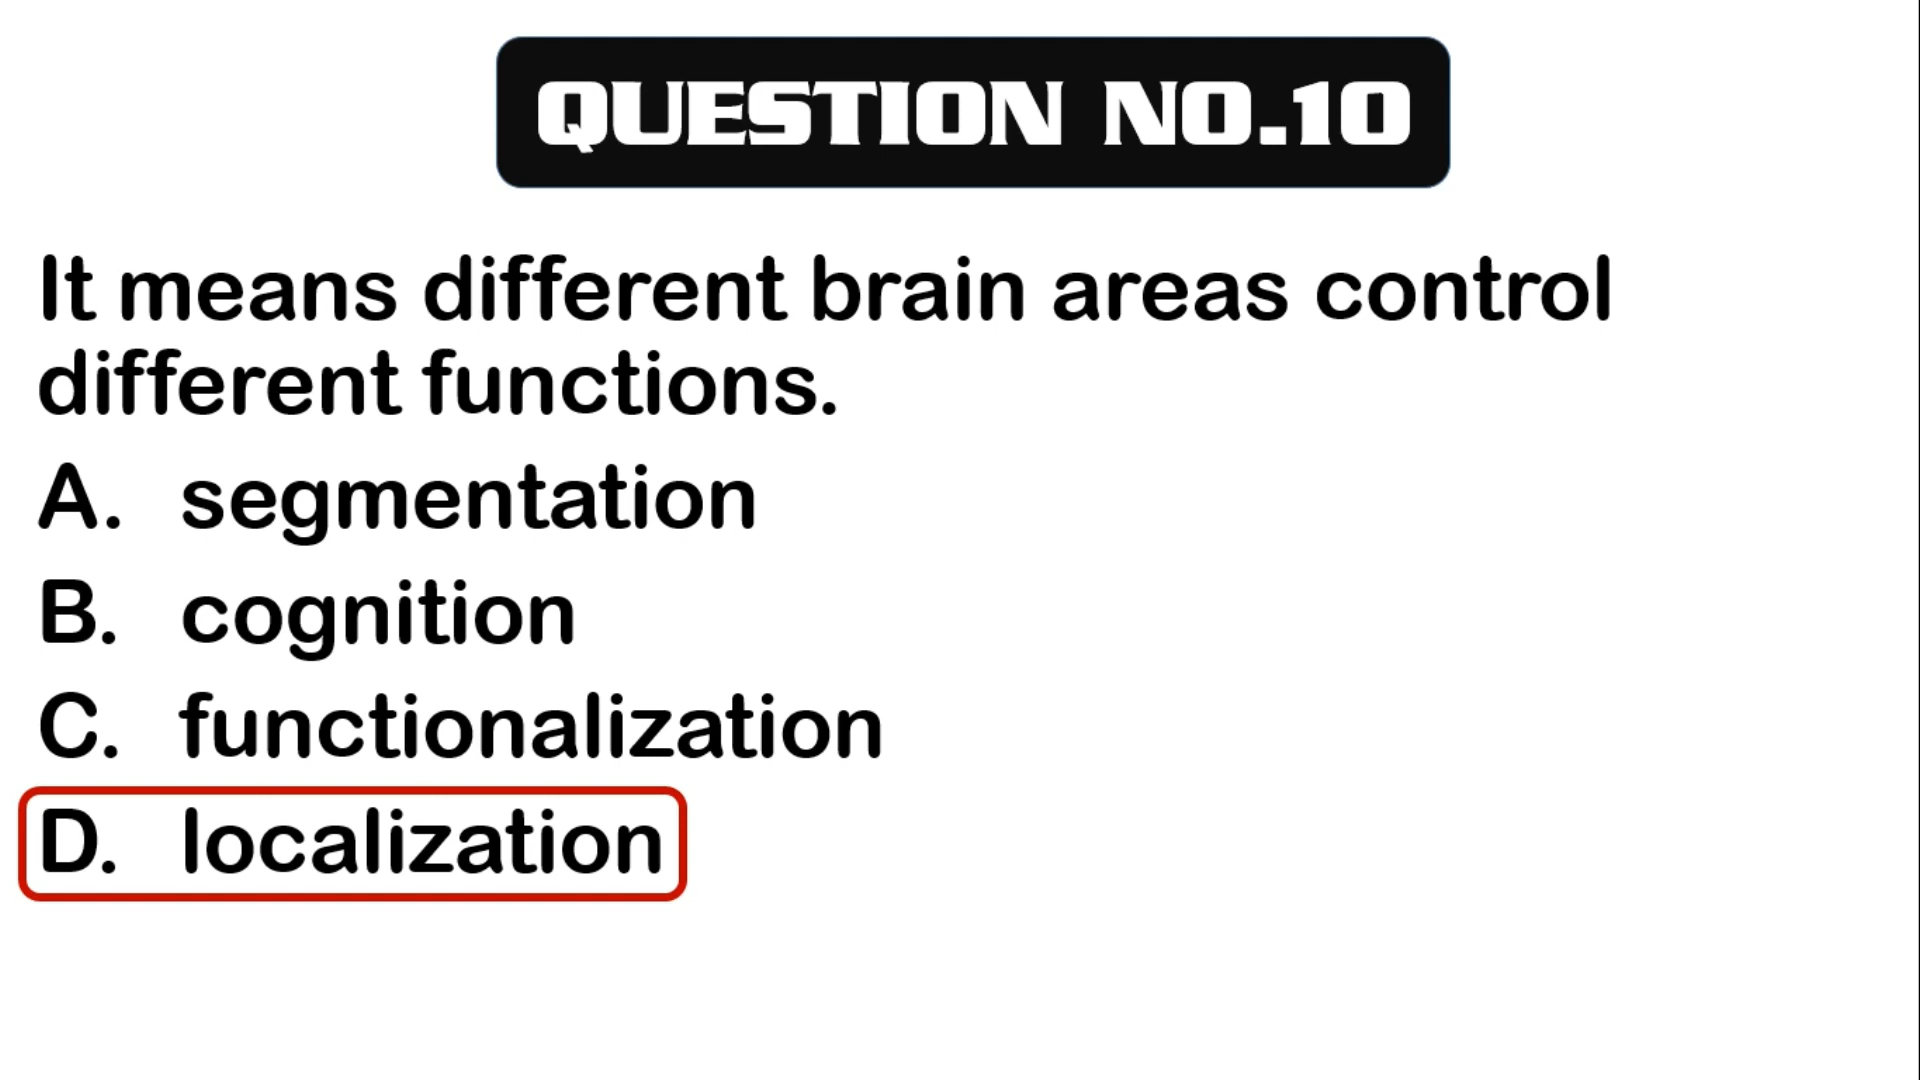 QUESTION NO.10
It means different brain areas control
different functions.
A. segmentation
B. cognition
C. functionalization
D. localization